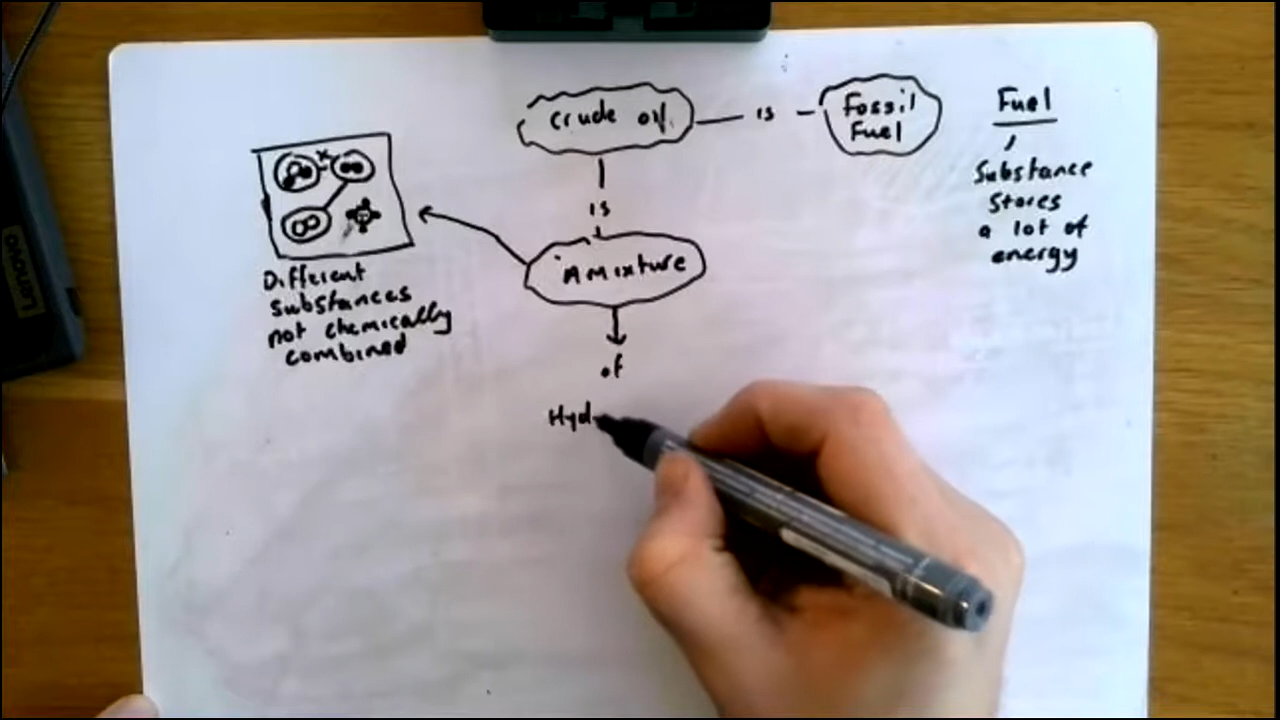 Crude oil
is
Fossil
Fuel
Fuel
Substance
stores
a lot of
energy
is
A mixture
Different
substances
not chemically
combined
of
Hyd
lenovo